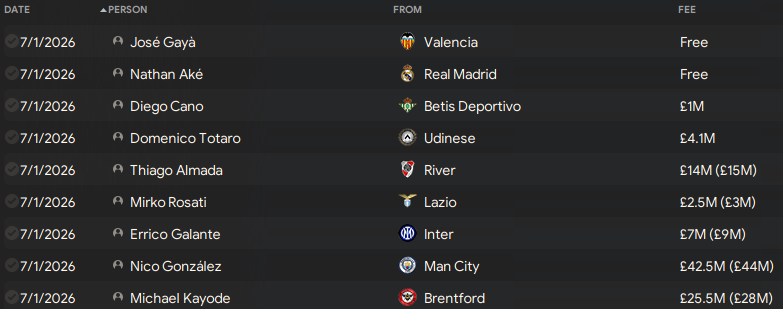 DATE PERSON FROM FEE
7/1/2026 José Gayà Valencia Free
7/1/2026 Nathan Aké Real Madrid Free
7/1/2026 Diego Cano Betis Deportivo £1M
7/1/2026 Domenico Totaro Udinese £4.1M
7/1/2026 Thiago Almada River £14M (£15M)
7/1/2026 Mirko Rosati Lazio £2.5M (£3M)
7/1/2026 Errico Galante Inter £7M (£9M)
7/1/2026 Nico González Man City £42.5M (£44M)
7/1/2026 Michael Kayode Brentford £25.5M (£28M)